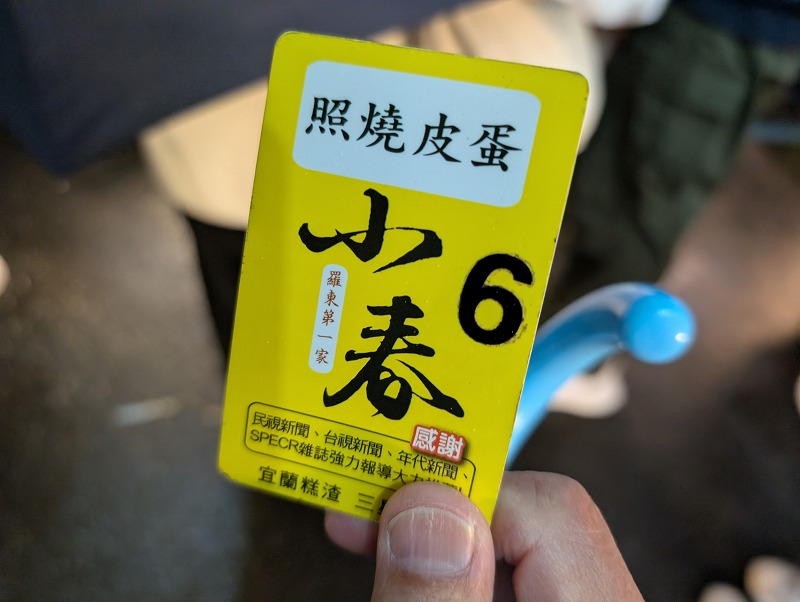 照燒皮蛋
小春
羅東第一家
6
感謝
民視新聞、台視新聞、年代新聞、
SPECR雜誌強力報導大
宜蘭糕渣 三